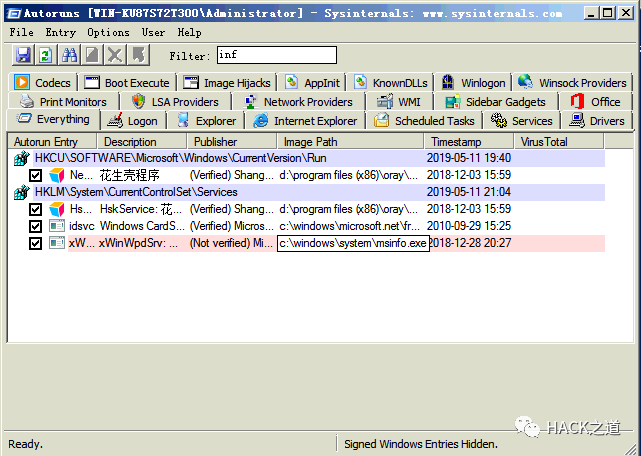 Autoruns [WIN-KU87S72T300\Administrator] - Sysinternals: www.sysinternals.com
File Entry Options User Help
Filter: inf
Codecs Boot Execute Image Hijacks AppInit KnownDLLs Winlogon Winsock Providers
Print Monitors LSA Providers Network Providers WMI Sidebar Gadgets Office
Everything Logon Explorer Internet Explorer Scheduled Tasks Services Drivers
Autorun Entry Description Publisher Image Path Timestamp VirusTotal
HKCU\SOFTWARE\Microsoft\Windows\CurrentVersion\Run 2019-05-11 19:40
Ne... 花生壳程序 (Verified) Shang... d:\program files (x86)\oray\... 2018-12-03 15:59
HKLM\System\CurrentControlSet\Services 2019-05-11 21:04
Hs... HskService: 花... (Verified) Shang... d:\program files (x86)\oray\... 2018-12-03 15:59
idsvc Windows CardS... (Verified) Micros... c:\windows\microsoft.net\fr... 2010-09-29 15:25
xW... xWinWpdSrv: ... (Not verified) Mi... c:\windows\system\msinfo.exe 2018-12-28 20:27
HACK之道
Ready. Signed Windows Entries Hidden.